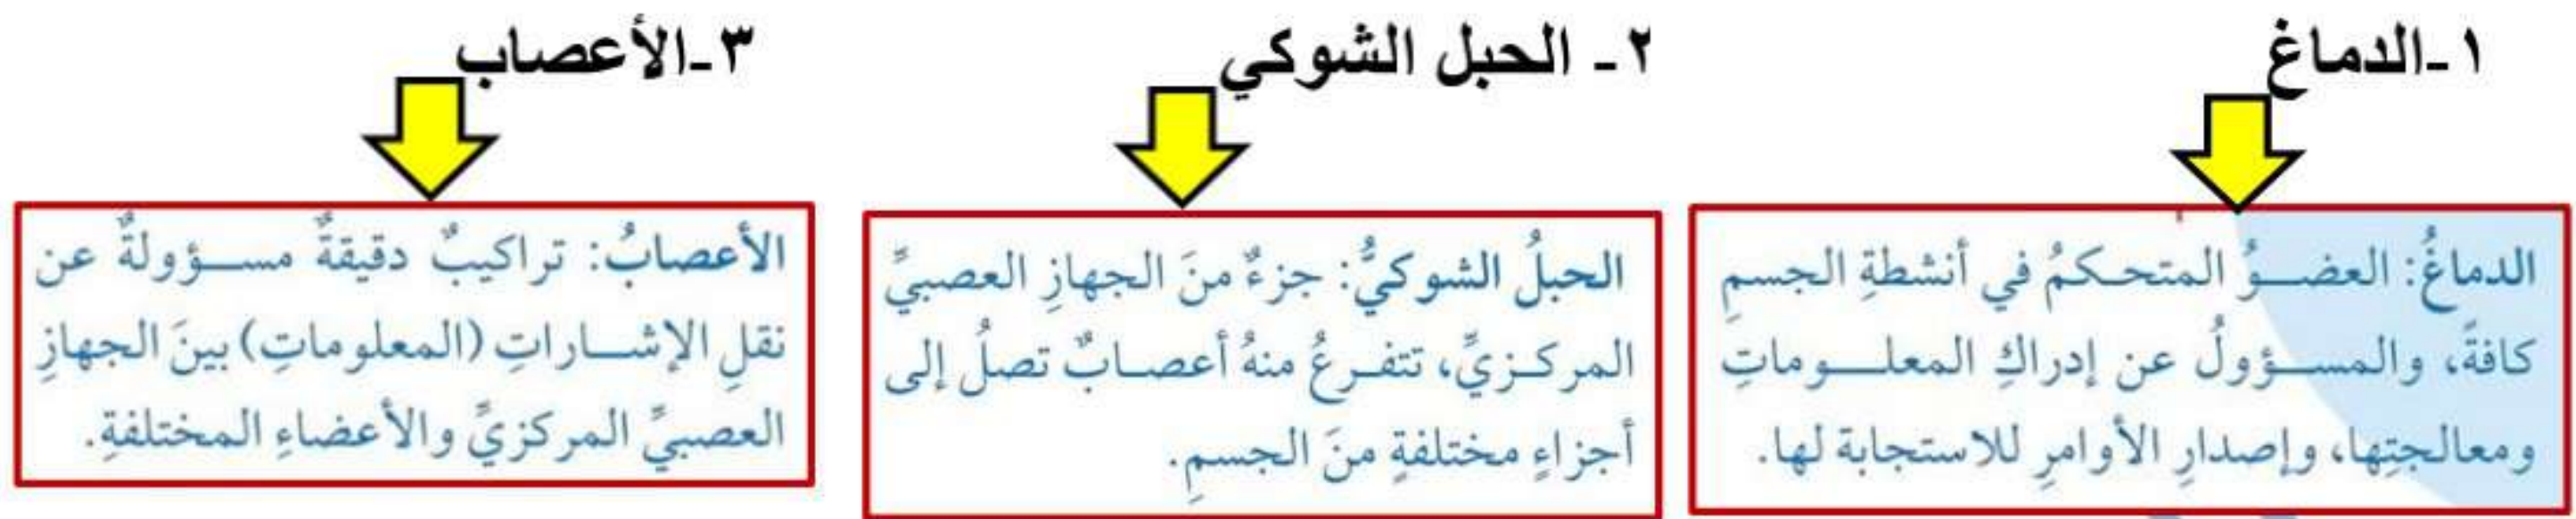 ١-الدماغ
الدماغُ: العضوُ المتحكمُ في أنشطةِ الجسمِ
كافةً، والمسؤولُ عن إدراكِ المعلوماتِ
ومعالجتِها، وإصدارِ الأوامرِ للاستجابة لها.
٢- الحبل الشوكي
الحبلُ الشوكيُّ: جزءٌ منَ الجهازِ العصبيِّ
المركزيِّ، تتفرعُ منهُ أعصابٌ تصلُ إلى
أجزاءٍ مختلفةٍ منَ الجسمِ.
٣-الأعصاب
الأعصابُ: تراكيبٌ دقيقةٌ مسؤولةٌ عن
نقلِ الإشاراتِ (المعلوماتِ) بينَ الجهازِ
العصبيِّ المركزيِّ والأعضاءِ المختلفةِ.